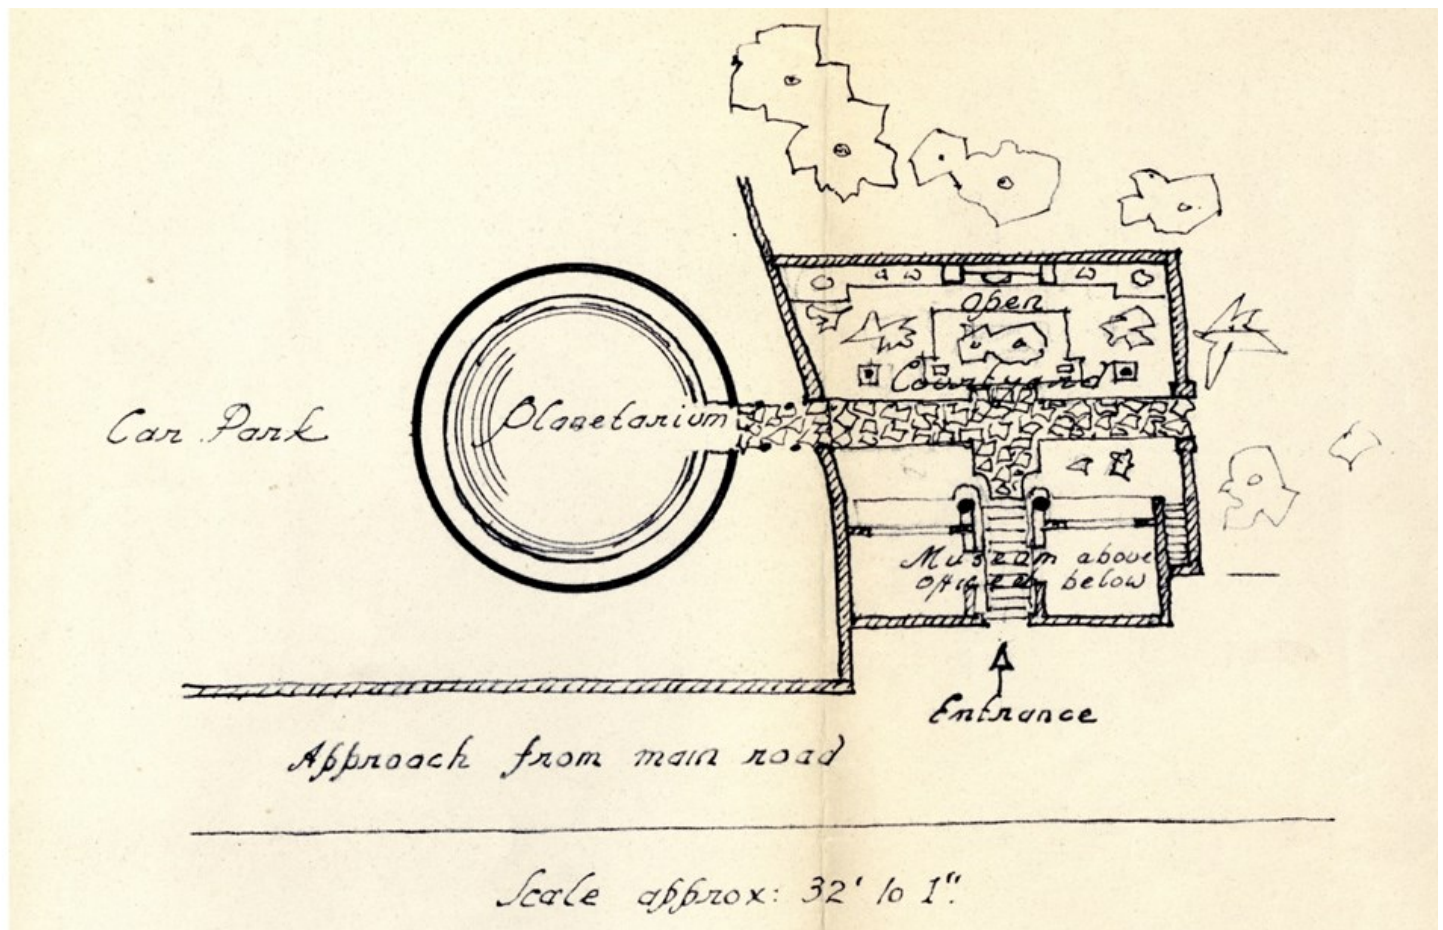 open
Car Park
Planetarium
Courtyard
Museum above
offices below
Entrance
Approach from main road
Scale approx: 32' to 1".